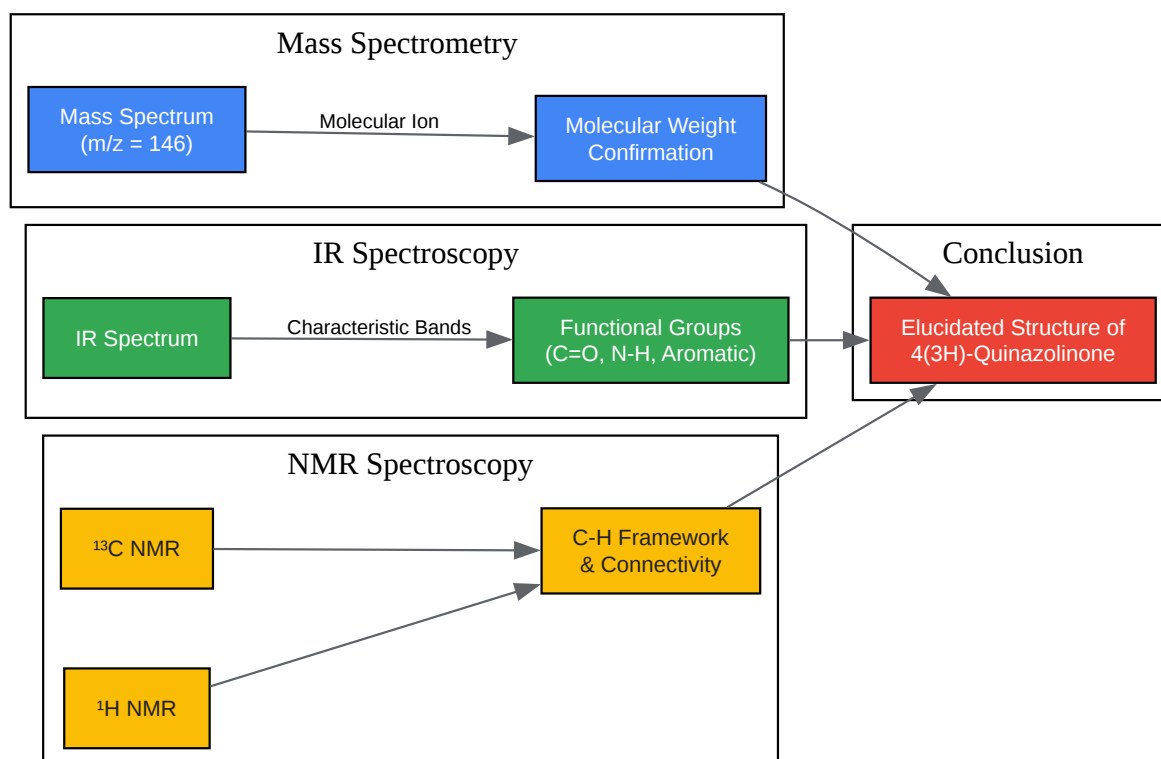 Mass Spectrometry
Mass Spectrum
(m/z = 146)
Molecular Ion
Molecular Weight
Confirmation
IR Spectroscopy
IR Spectrum
Characteristic Bands
Functional Groups
(C=O, N-H, Aromatic)
Conclusion
Elucidated Structure of
4(3H)-Quinazolinone
NMR Spectroscopy
¹³C NMR
C-H Framework
& Connectivity
¹H NMR